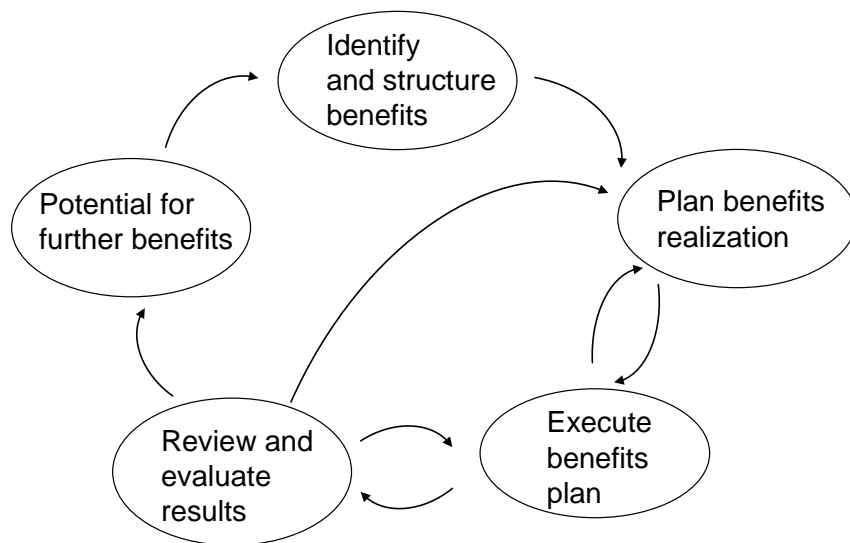 Identify
and structure
benefits
Potential for
further benefits
Plan benefits
realization
Review and
evaluate
results
Execute
benefits
plan